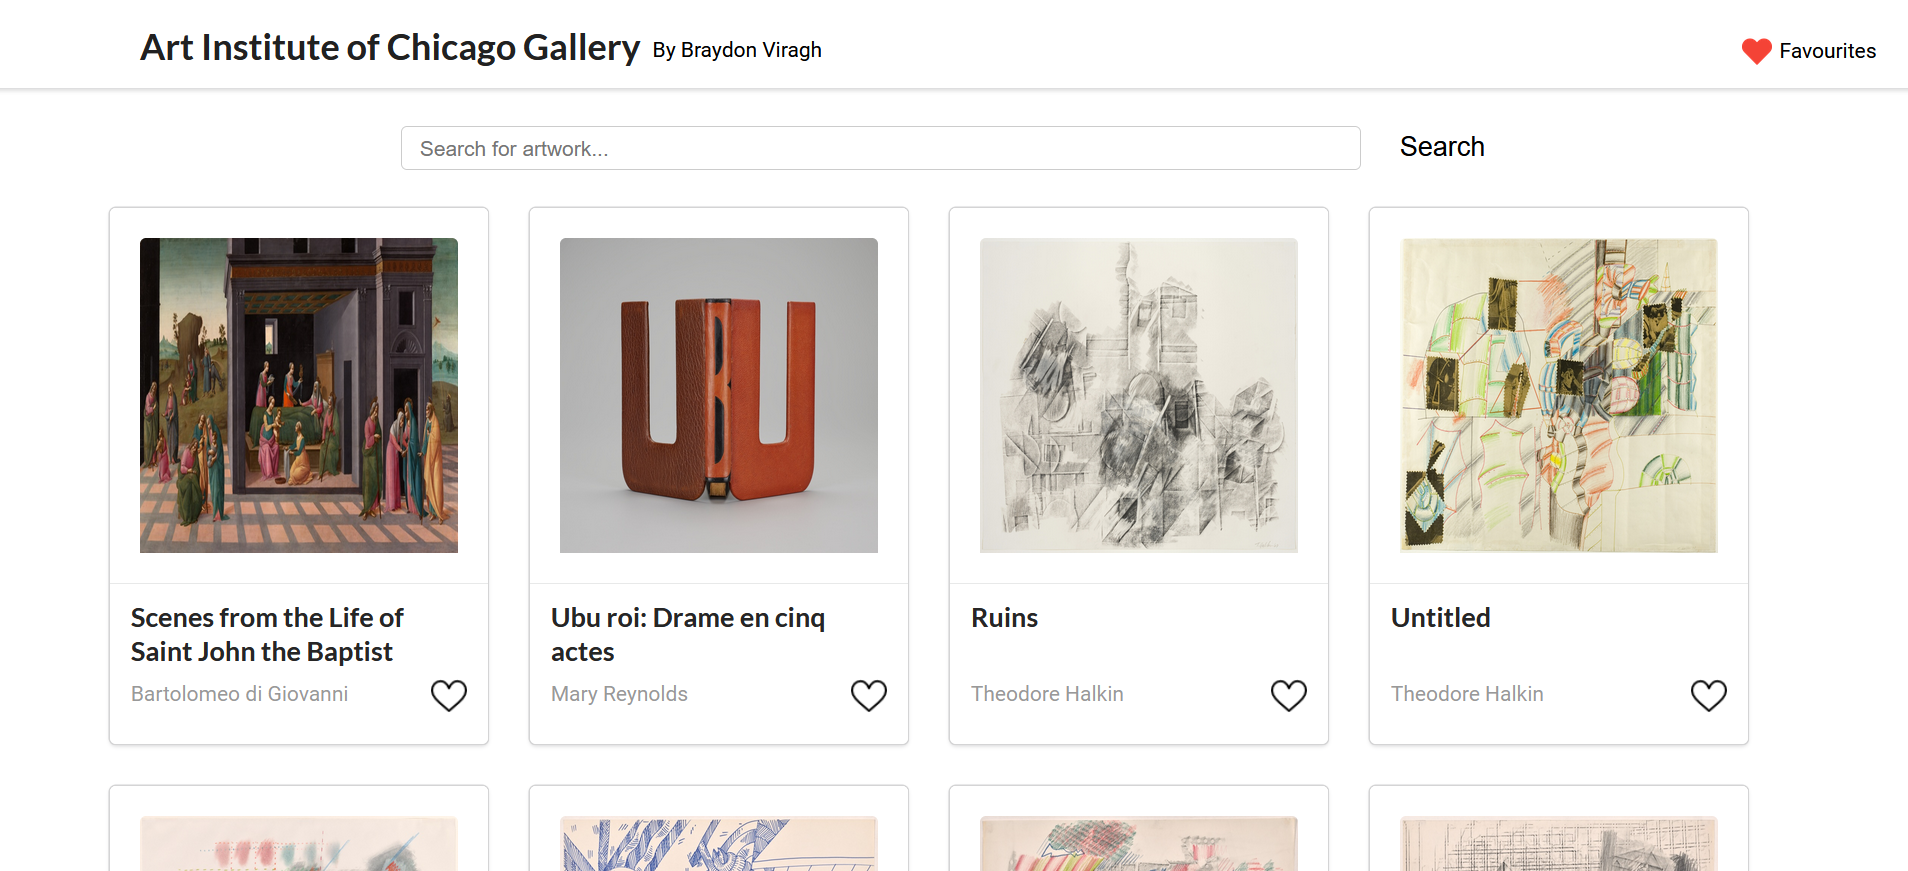 Art Institute of Chicago Gallery By Braydon Viragh
Favourites
Search for artwork...
Search
Scenes from the Life of
Saint John the Baptist
Bartolomeo di Giovanni
Ubu roi: Drame en cinq
actes
Mary Reynolds
Ruins
Theodore Halkin
Untitled
Theodore Halkin